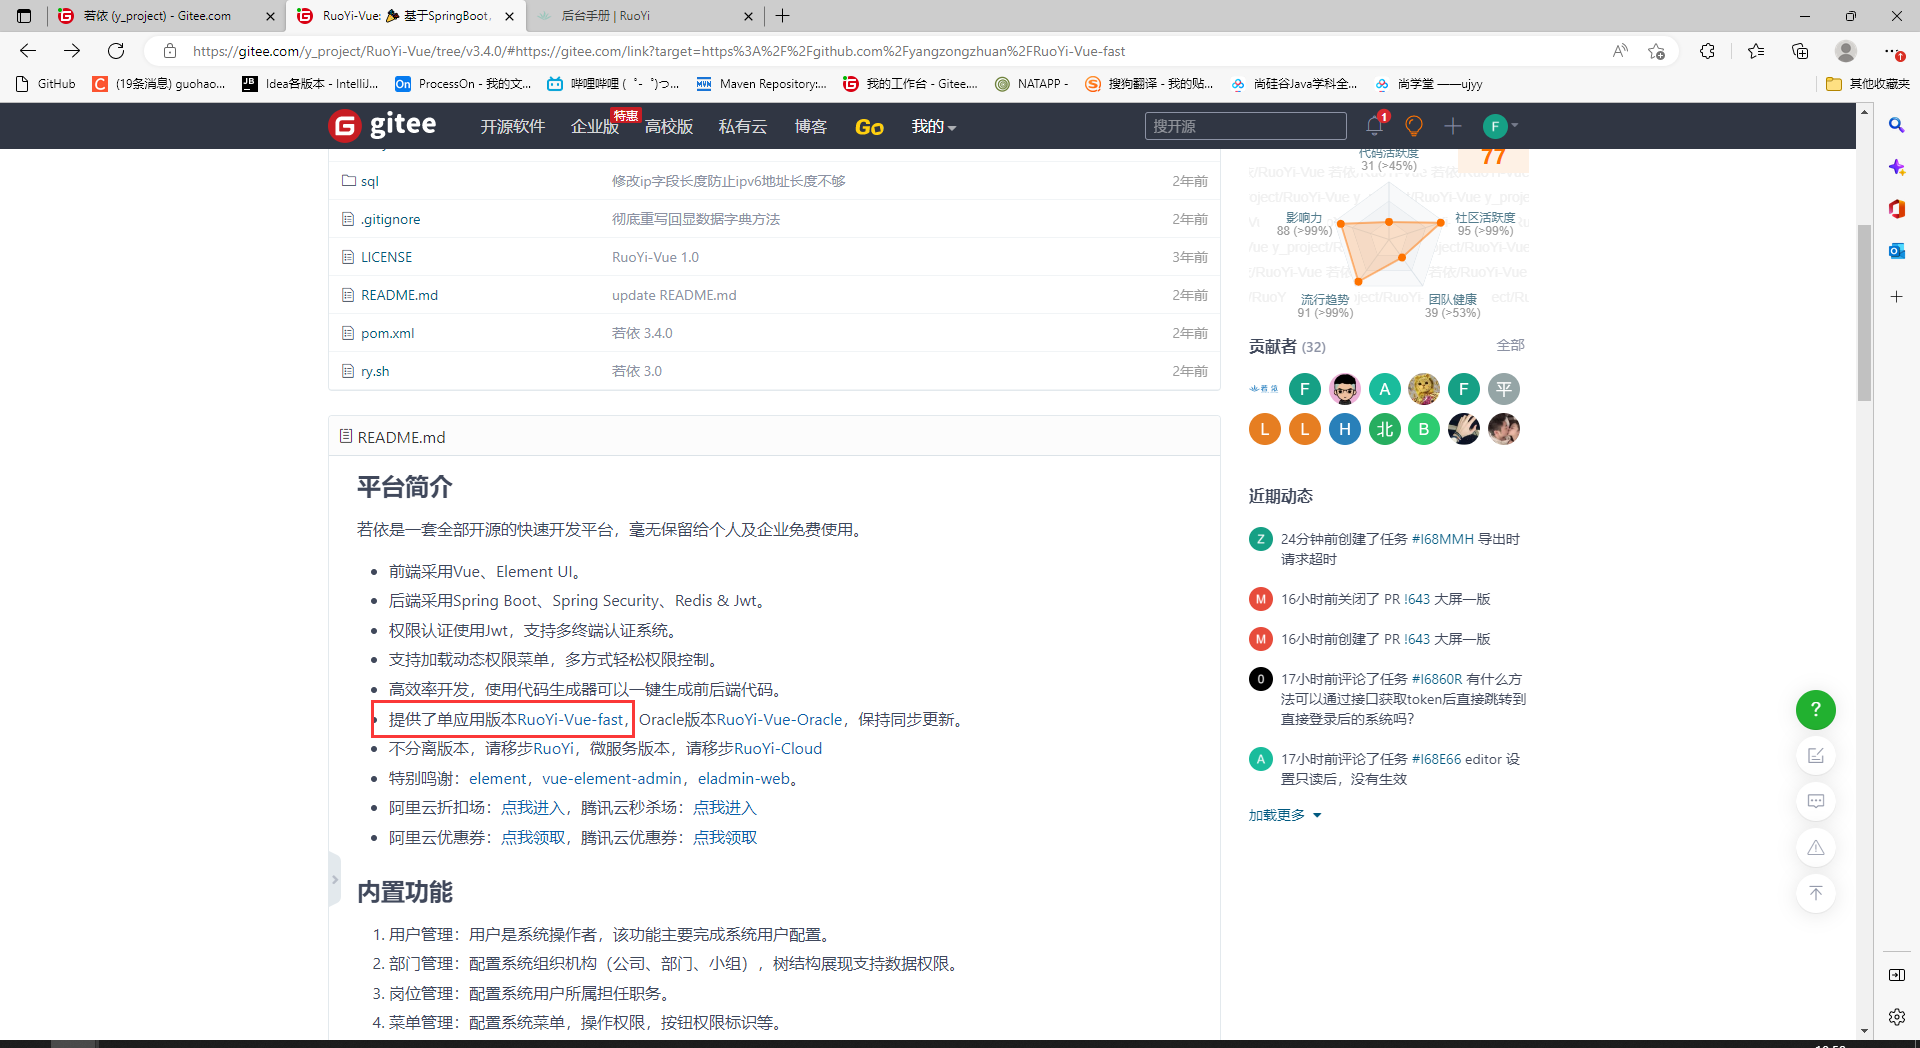 若依 (y_project) - Gitee.com
RuoYi-Vue: 🎉 基于SpringBoot,
后台手册 | RuoYi
https://gitee.com/y_project/RuoYi-Vue/tree/v3.4.0/#https://gitee.com/link?target=https%3A%2F%2Fgithub.com%2Fyangzongzhuan%2FRuoYi-Vue-fast
GitHub
(19条消息) guohao...
Idea各版本 - IntelliJ...
ProcessOn - 我的文...
哔哩哔哩 ( ゜- ゜)つ...
Maven Repository:...
我的工作台 - Gitee....
NATAPP -
搜狗翻译 - 我的贴...
尚硅谷Java学科全...
尚学堂 ——ujyy
其他收藏夹
gitee
开源软件
企业版
特惠
高校版
私有云
博客
Go
我的
搜开源
1
F
sql
修改ip字段长度防止ipv6地址长度不够
2年前
.gitignore
彻底重写回显数据字典方法
2年前
LICENSE
RuoYi-Vue 1.0
3年前
README.md
update README.md
2年前
pom.xml
若依 3.4.0
2年前
ry.sh
若依 3.0
2年前
README.md
平台简介
若依是一套全部开源的快速开发平台，毫无保留给个人及企业免费使用。
• 前端采用Vue、Element UI。
• 后端采用Spring Boot、Spring Security、Redis & Jwt。
• 权限认证使用Jwt，支持多终端认证系统。
• 支持加载动态权限菜单，多方式轻松权限控制。
• 高效率开发，使用代码生成器可以一键生成前后端代码。
• 提供了单应用版本RuoYi-Vue-fast，Oracle版本RuoYi-Vue-Oracle，保持同步更新。
• 不分离版本，请移步RuoYi，微服务版本，请移步RuoYi-Cloud
• 特别鸣谢：element，vue-element-admin，eladmin-web。
• 阿里云折扣场：点我进入，腾讯云秒杀场：点我进入
• 阿里云优惠券：点我领取，腾讯云优惠券：点我领取
内置功能
1. 用户管理：用户是系统操作者，该功能主要完成系统用户配置。
2. 部门管理：配置系统组织机构（公司、部门、小组），树结构展现支持数据权限。
3. 岗位管理：配置系统用户所属担任职务。
4. 菜单管理：配置系统菜单，操作权限，按钮权限标识等。
代码活跃度
31 (>45%)
77
影响力
88 (>99%)
社区活跃度
95 (>99%)
流行趋势
91 (>99%)
团队健康
39 (>53%)
贡献者 (32)
全部
F
A
F
平
L
L
H
北
B
近期动态
Z
24分钟前创建了任务 #I68MMH 导出时
请求超时
M
16小时前关闭了 PR !643 大屏一版
M
16小时前创建了 PR !643 大屏一版
0
17小时前评论了任务 #I6860R 有什么方
法可以通过接口获取token后直接跳转到
直接登录后的系统吗?
A
17小时前评论了任务 #I68E66 editor 设
置只读后，没有生效
加载更多
?